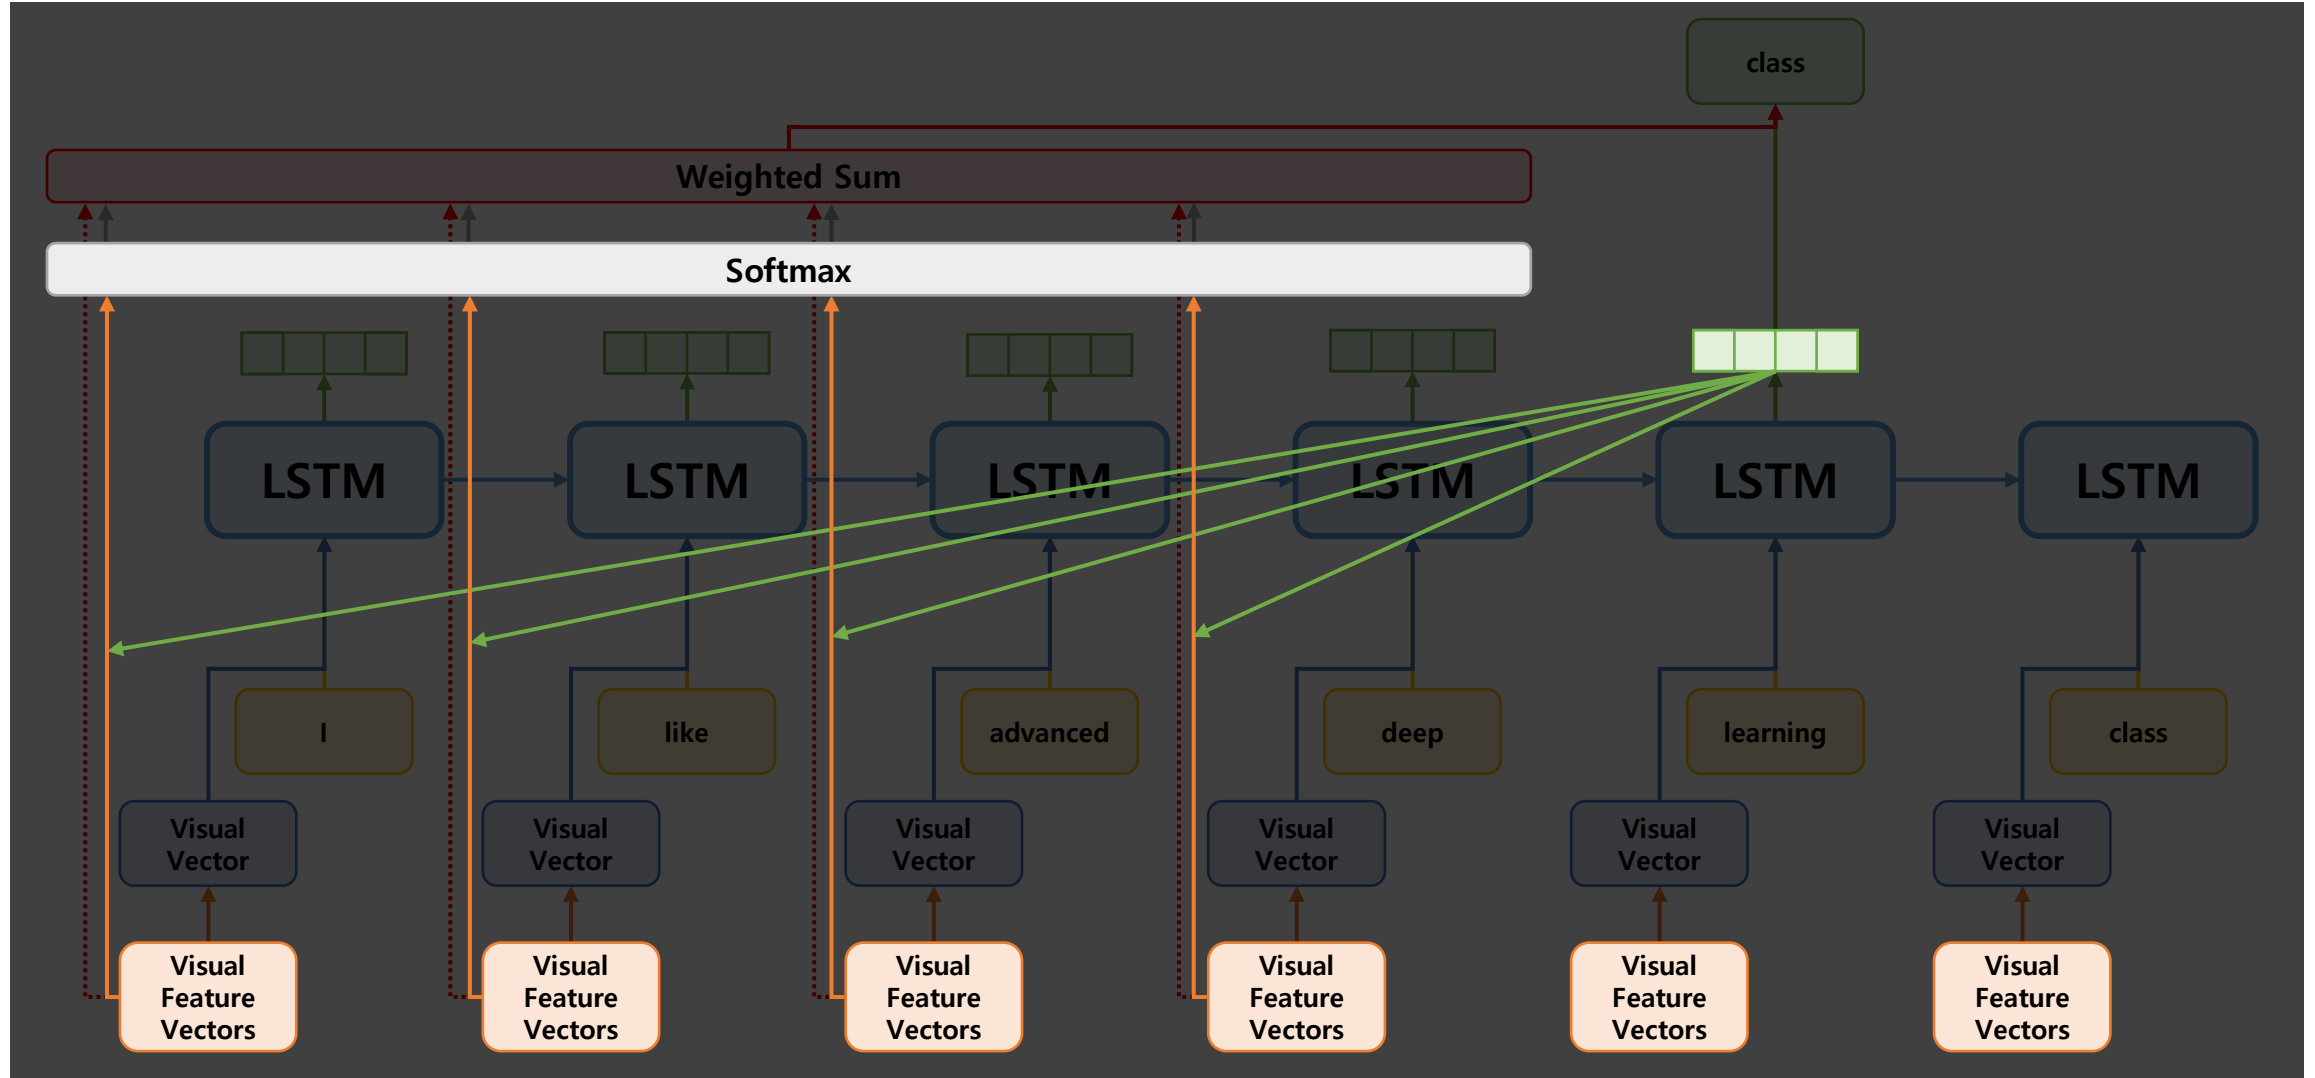 class
Weighted Sum
Softmax
LSTM
LSTM
LSTM
LSTM
LSTM
LSTM
I
like
advanced
deep
learning
class
Visual
Vector
Visual
Vector
Visual
Vector
Visual
Vector
Visual
Vector
Visual
Vector
Visual
Feature
Vectors
Visual
Feature
Vectors
Visual
Feature
Vectors
Visual
Feature
Vectors
Visual
Feature
Vectors
Visual
Feature
Vectors